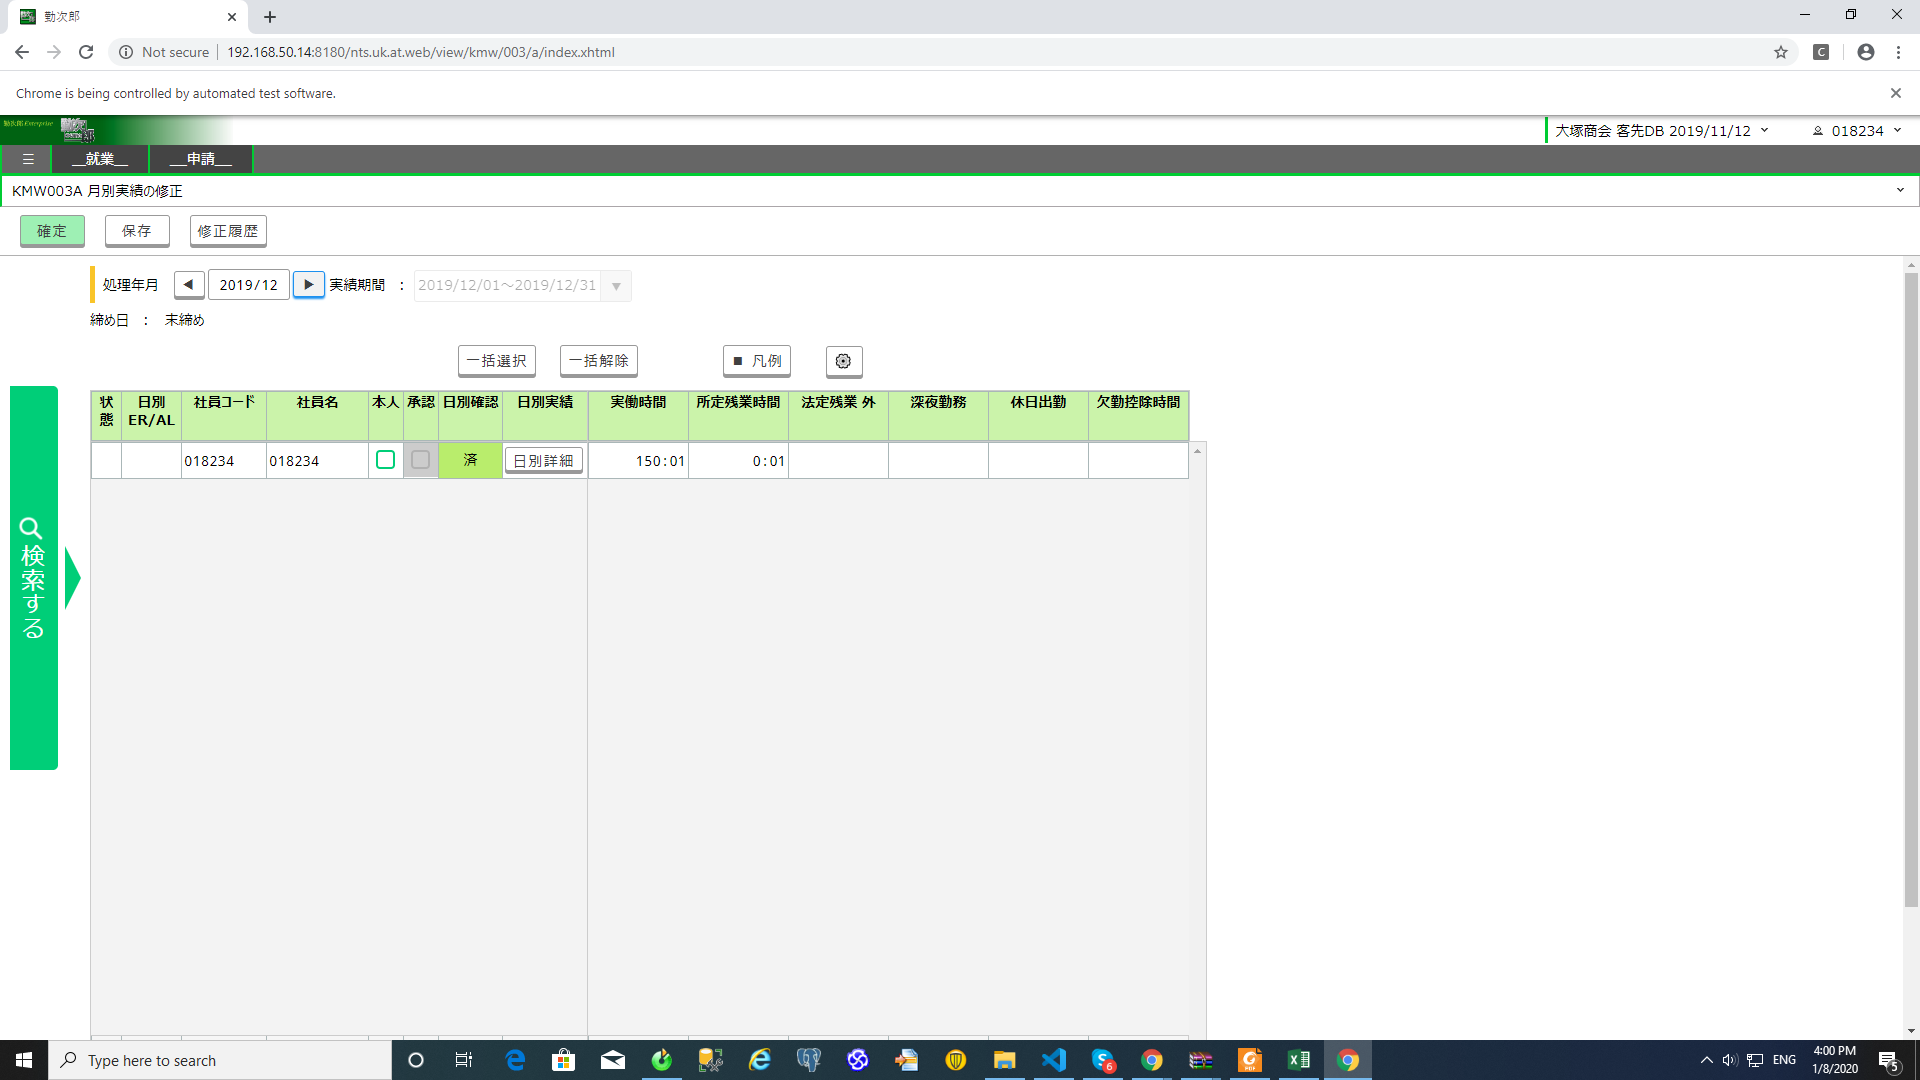 勤次郎
Not secure
192.168.50.14:8180/nts.uk.at.web/view/kmw/003/a/index.xhtml
Chrome is being controlled by automated test software.
勤次郎 Enterprise
大塚商会 客先DB 2019/11/12
018234
☰ __就業__ __申請__
KMW003A 月別実績の修正
確定 保存 修正履歴
処理年月 ◀ 2019/12 ▶ 実績期間 : 2019/12/01～2019/12/31 ▼
締め日 : 末締め
一括選択 一括解除 ■ 凡例
状態 日別 ER/AL 社員コード 社員名 本人 承認 日別確認 日別実績 実働時間 所定残業時間 法定残業 外 深夜勤務 休日出勤 欠勤控除時間
018234 018234 済 日別詳細 150:01 0:01
検索する
Type here to search
6
ENG
4:00 PM
1/8/2020
5